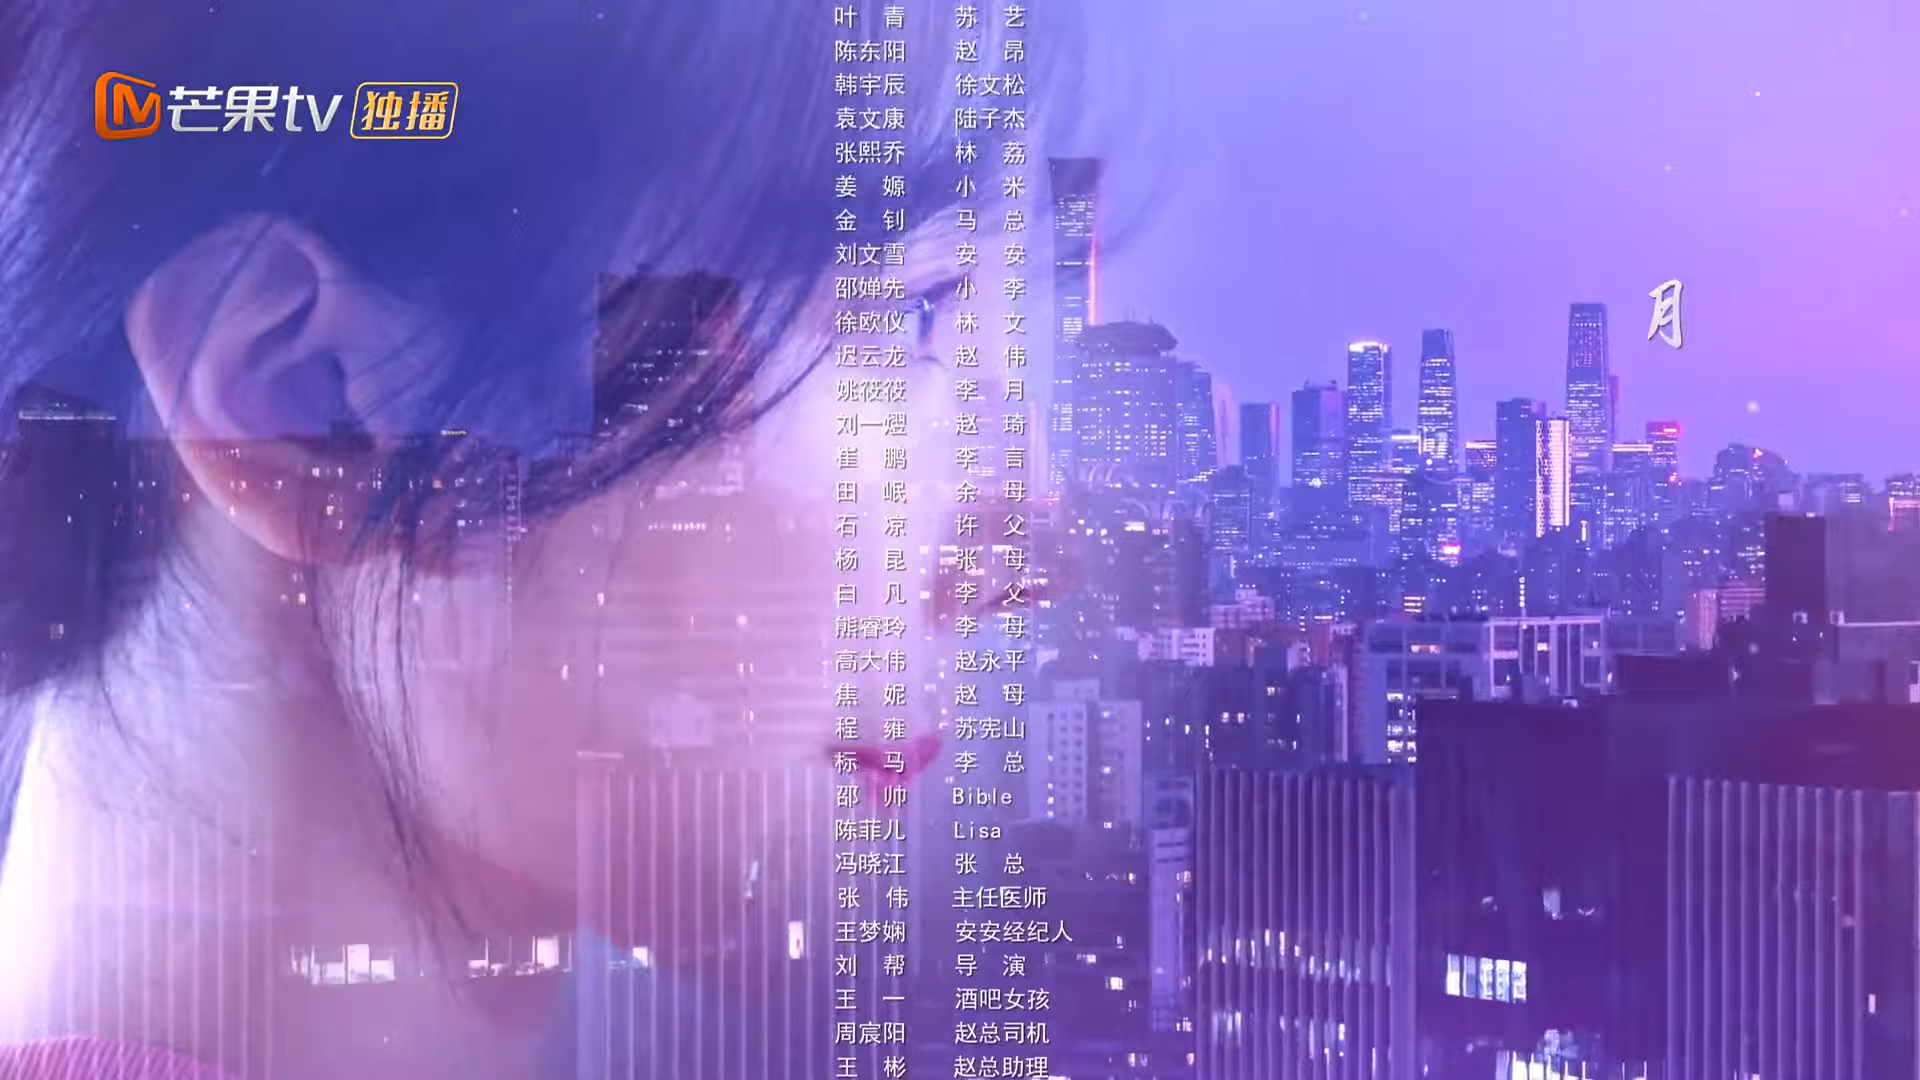 芒果tv 独播
叶 青 苏 艺
陈东阳 赵 昂
韩宇辰 徐文松
袁文康 陆子杰
张熙乔 林 荔
姜 嫄 小 米
金 钊 马 总
刘文雪 安 安
邵婵先 小 李
徐欧仪 林 文
迟云龙 赵 伟
姚筱筱 李 月
刘一熠 赵 琦
崔 鹏 李 言
田 岷 余 母
石 凉 许 父
杨 昆 张 母
白 凡 李 父
熊睿玲 李 母
高大伟 赵永平
焦 妮 赵 母
程 雍 苏宪山
标 马 李 总
邵 帅 Bible
陈菲儿 Lisa
冯晓江 张 总
张 伟 主任医师
王梦娴 安安经纪人
刘 帮 导 演
王 一 酒吧女孩
周宸阳 赵总司机
王 彬 赵总助理
月